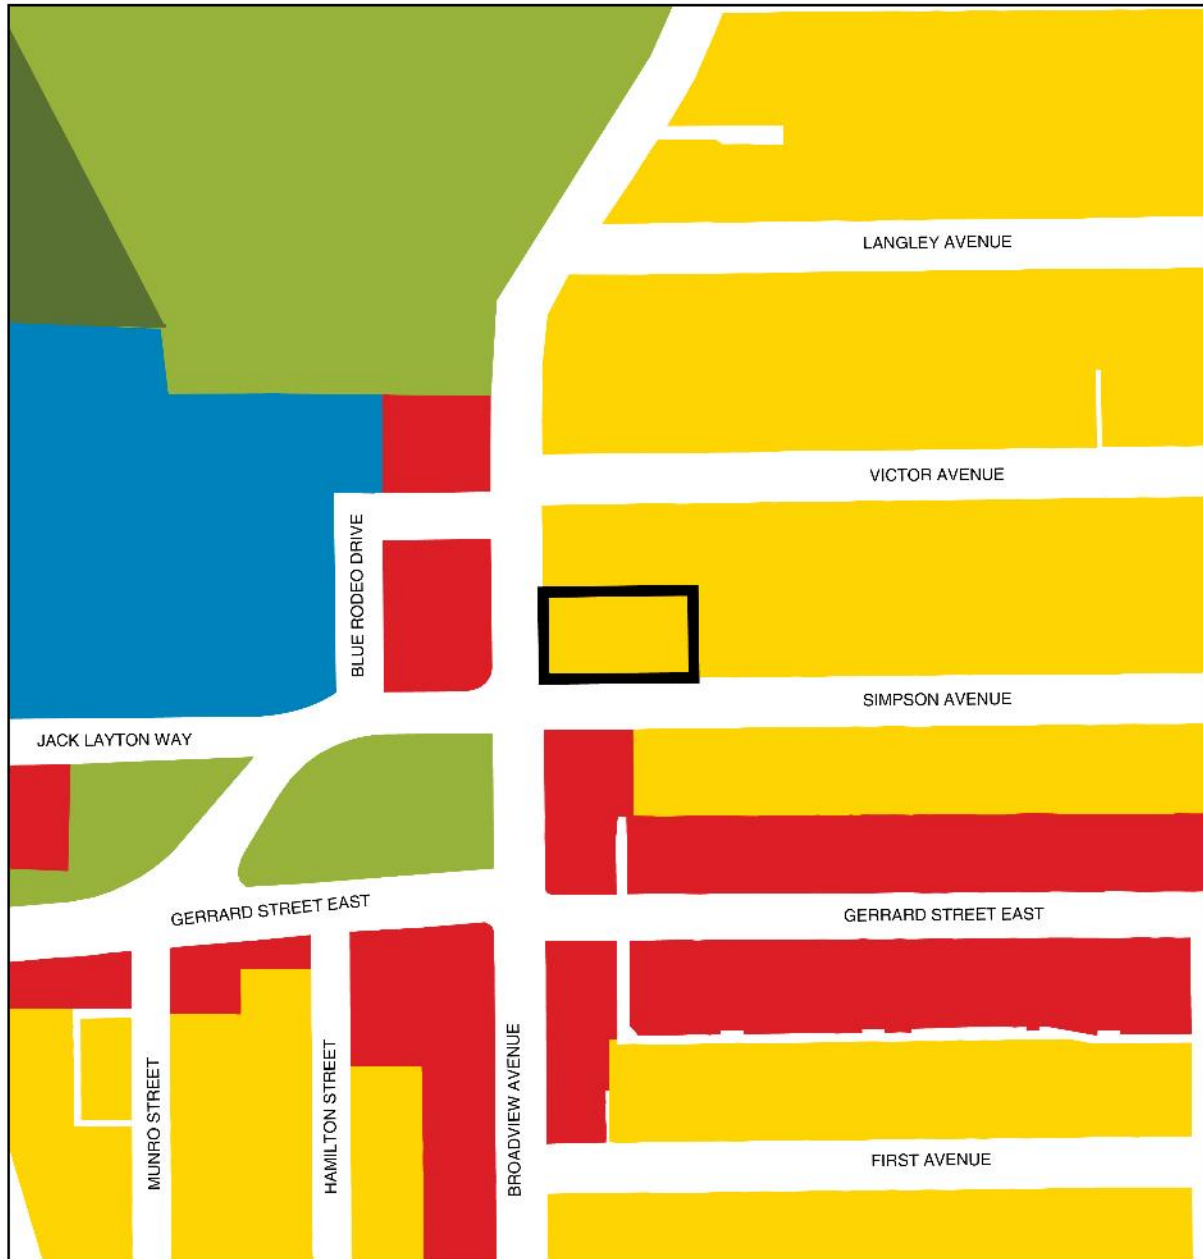 LANGLEY AVENUE
VICTOR AVENUE
BLUE RODEO DRIVE
SIMPSON AVENUE
JACK LAYTON WAY
GERRARD STREET EAST
GERRARD STREET EAST
MUNRO STREET
HAMILTON STREET
BROADVIEW AVENUE
FIRST AVENUE